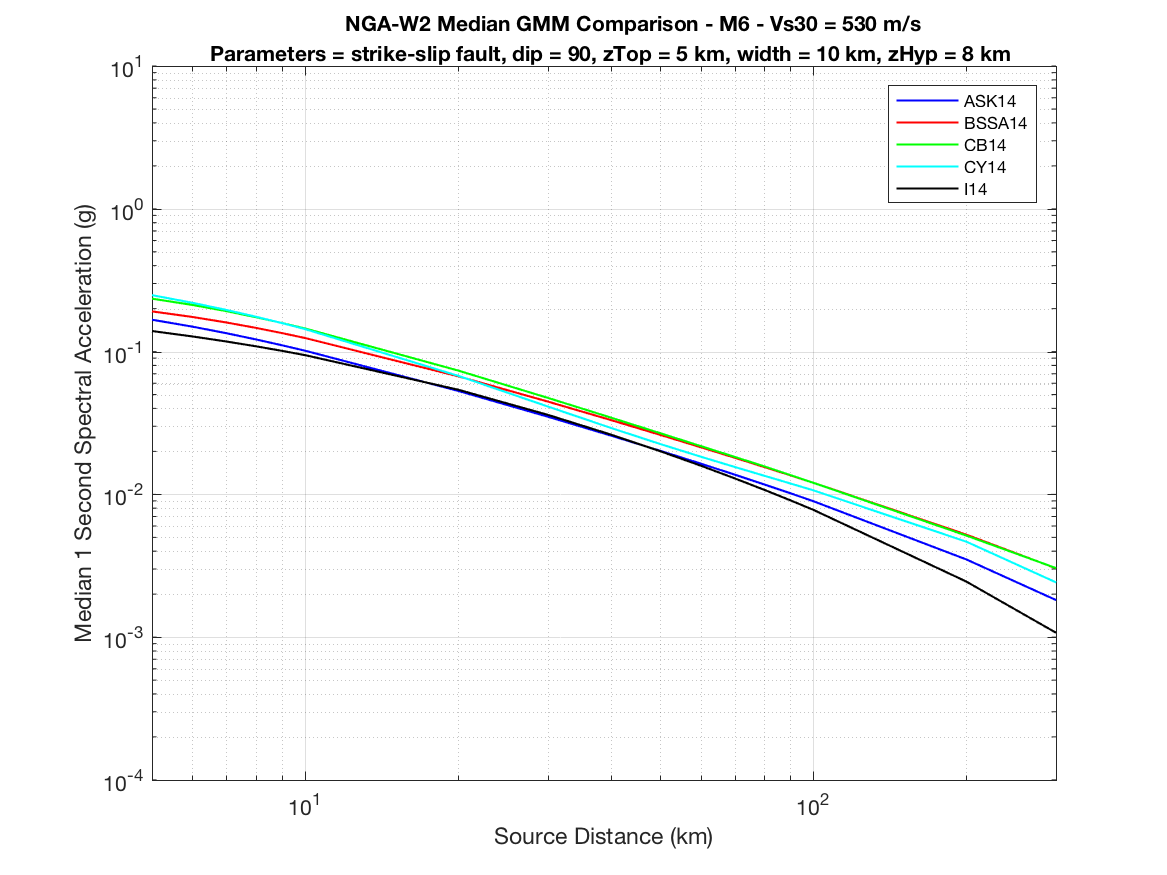 NGA-W2 Median GMM Comparison - M6 - Vs30 = 530 m/s
Parameters = strike-slip fault, dip = 90, zTop = 5 km, width = 10 km, zHyp = 8 km
ASK14
BSSA14
CB14
CY14
I14
Median 1 Second Spectral Acceleration (g)
10^1
10^0
10^-1
10^-2
10^-3
10^-4
10^1 10^2
Source Distance (km)